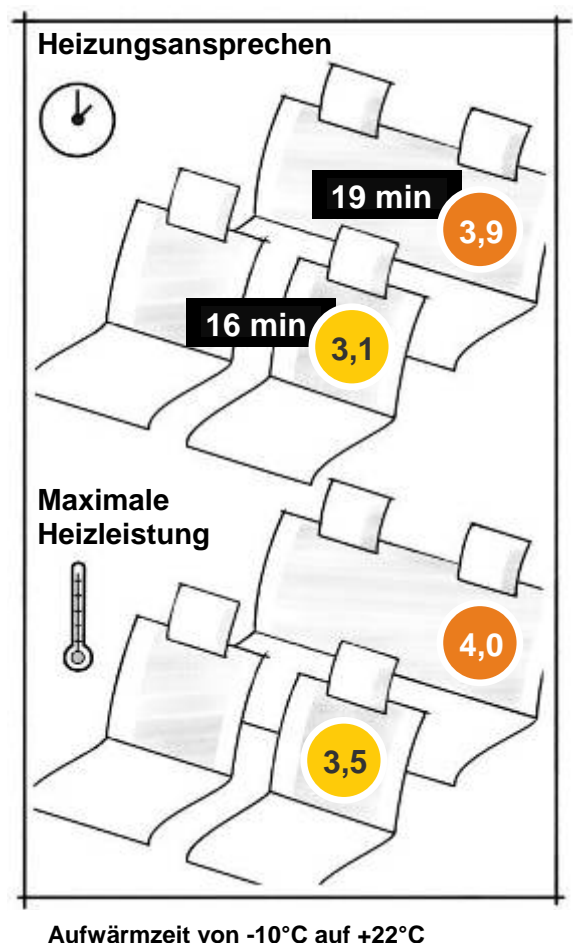 Heizungsansprechen
19 min
3,9
16 min
3,1
Maximale
Heizleistung
4,0
3,5
Aufwärmzeit von -10°C auf +22°C